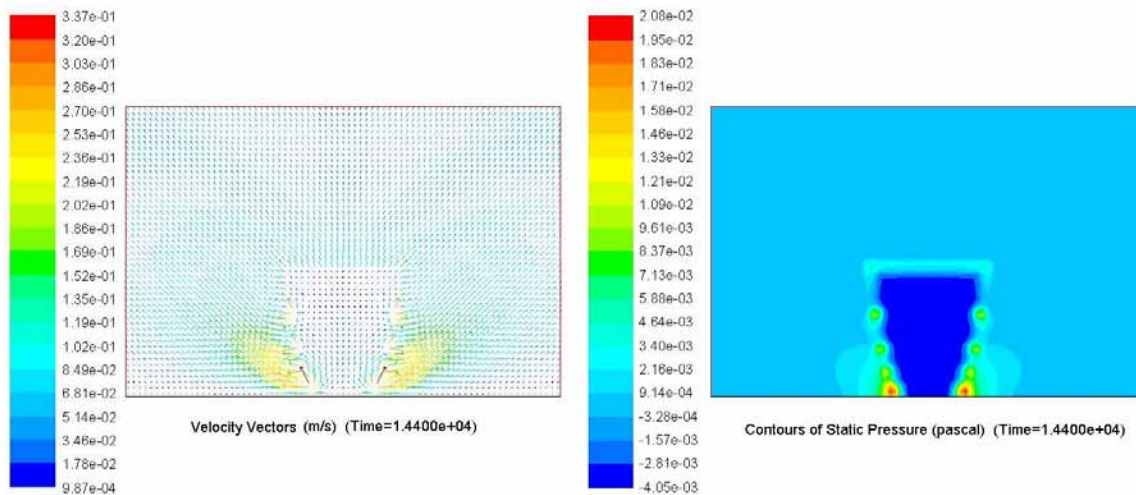 3.37e-01
3.20e-01
3.03e-01
2.86e-01
2.70e-01
2.53e-01
2.36e-01
2.19e-01
2.02e-01
1.86e-01
1.69e-01
1.52e-01
1.35e-01
1.19e-01
1.02e-01
8.49e-02
6.81e-02
5.14e-02
3.46e-02
1.78e-02
9.87e-04
Velocity Vectors (m/s) (Time=1.4400e+04)
2.08e-02
1.95e-02
1.83e-02
1.71e-02
1.58e-02
1.46e-02
1.33e-02
1.21e-02
1.09e-02
9.61e-03
8.37e-03
7.13e-03
5.88e-03
4.64e-03
3.40e-03
2.16e-03
9.14e-04
-3.28e-04
-1.57e-03
-2.81e-03
-4.05e-03
Contours of Static Pressure (pascal) (Time=1.4400e+04)